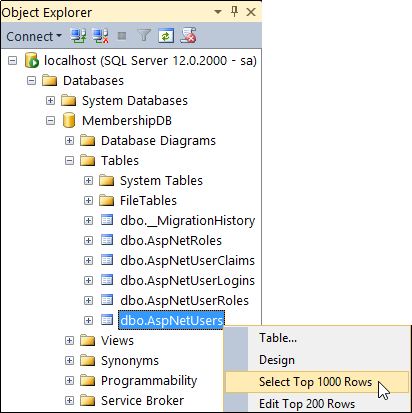 Object Explorer
Connect
localhost (SQL Server 12.0.2000 - sa)
Databases
System Databases
MembershipDB
Database Diagrams
Tables
System Tables
FileTables
dbo.__MigrationHistory
dbo.AspNetRoles
dbo.AspNetUserClaims
dbo.AspNetUserLogins
dbo.AspNetUserRoles
dbo.AspNetUsers
Views
Synonyms
Programmability
Service Broker
Table...
Design
Select Top 1000 Rows
Edit Top 200 Rows